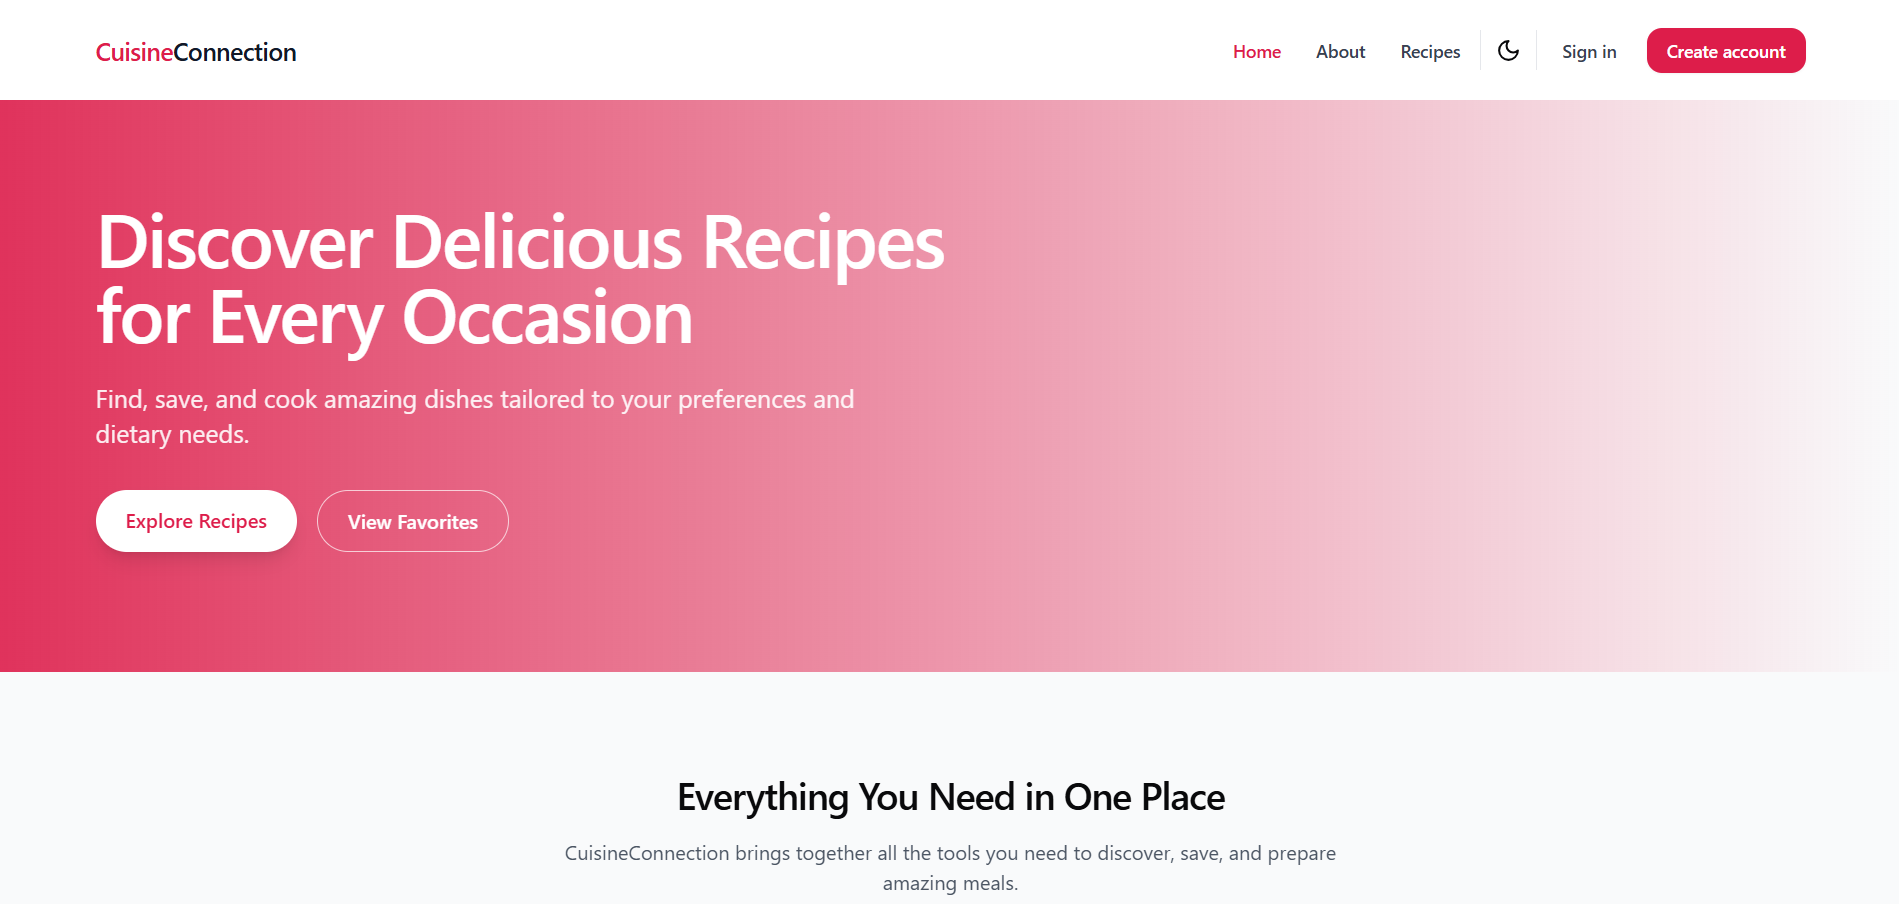 CuisineConnection
Home About Recipes Sign in Create account
Discover Delicious Recipes
for Every Occasion
Find, save, and cook amazing dishes tailored to your preferences and
dietary needs.
Explore Recipes View Favorites
Everything You Need in One Place
CuisineConnection brings together all the tools you need to discover, save, and prepare
amazing meals.